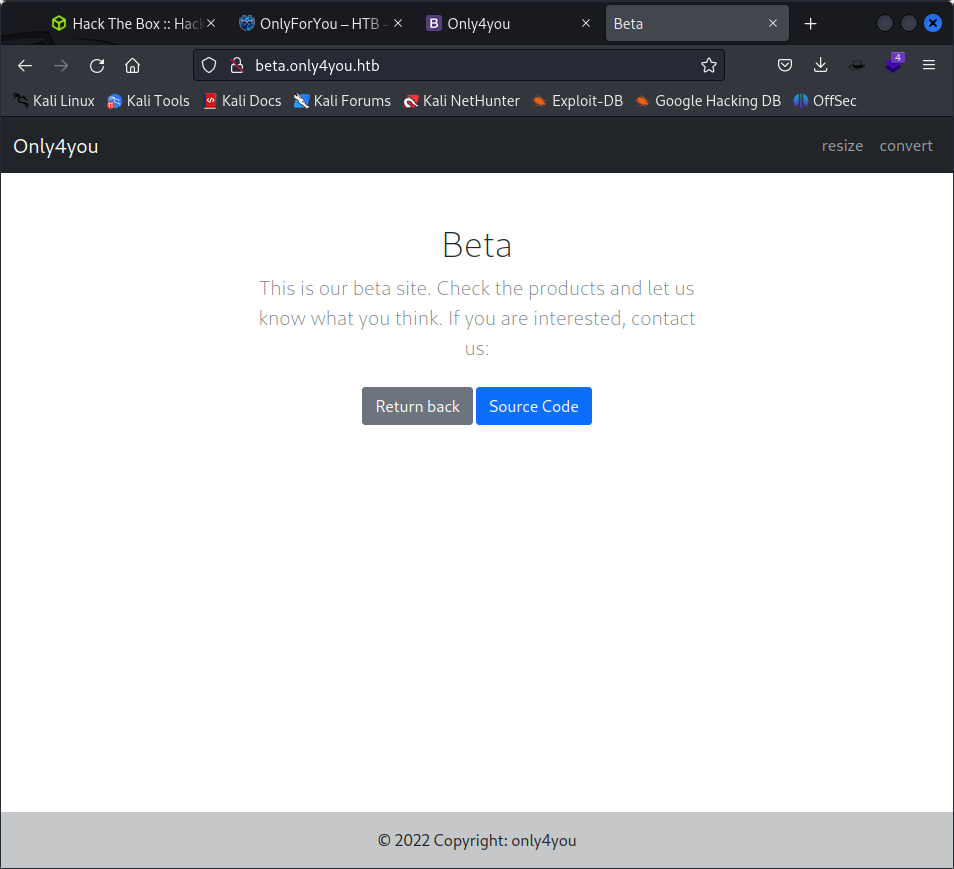 Hack The Box :: Hack
OnlyForYou – HTB -
B Only4you
Beta
beta.only4you.htb
4
Kali Linux Kali Tools Kali Docs Kali Forums Kali NetHunter Exploit-DB Google Hacking DB OffSec
Only4you resize convert
Beta
This is our beta site. Check the products and let us
know what you think. If you are interested, contact
us:
Return back Source Code
© 2022 Copyright: only4you